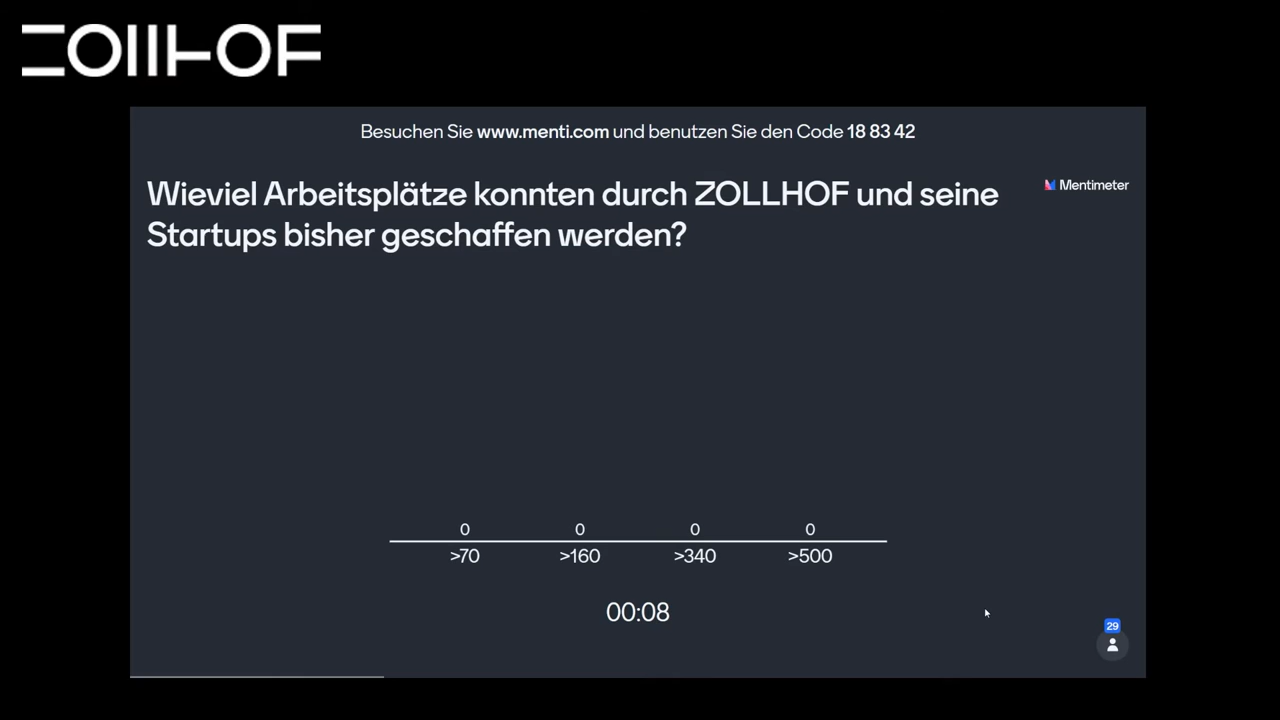 ZOLLHOF
Besuchen Sie www.menti.com und benutzen Sie den Code 18 83 42
Wieviel Arbeitsplätze konnten durch ZOLLHOF und seine
Startups bisher geschaffen werden?
Mentimeter
0 0 0 0
>70 >160 >340 >500
00:08
29